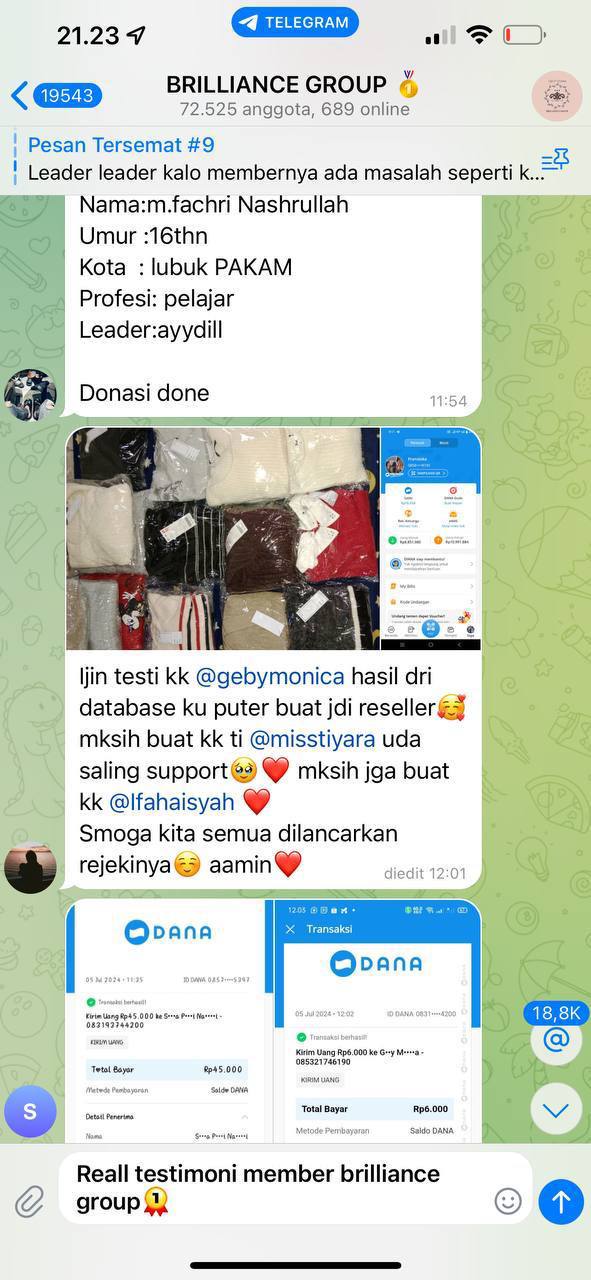 21.23
TELEGRAM
19543
BRILLIANCE GROUP 🏅
72.525 anggota, 689 online
Pesan Tersemat #9
Leader leader kalo membernya ada masalah seperti k...
Nama:m.fachri Nashrullah
Umur :16thn
Kota : lubuk PAKAM
Profesi: pelajar
Leader:ayydill
Donasi done
11:54
My Bills
Kode Undangan
Ijin testi kk @gebymonica hasil dri
database ku puter buat jdi reseller🥰
mksih buat kk ti @misstiyara uda
saling support🥹❤️ mksih jga buat
kk @lfahaisyah ❤️
Smoga kita semua dilancarkan
rejekinya☺️ aamin❤️
diedit 12:01
DANA
05 Jul 2024 • 11:35
ID DANA 0857••••5397
Transaksi berhasil!
Kirim Uang Rp45.000 ke S•••a P•••i Na••••i -
083193744200
KIRIM UANG
Total Bayar Rp45.000
Metode Pembayaran Saldo DANA
Detail Penerima
Nama S•••a P•••i Na••••i
12.03
Transaksi
DANA
05 Jul 2024 • 12:02
ID DANA 0831••••4200
Transaksi berhasil!
Kirim Uang Rp6.000 ke G••y M••••a -
085321746190
KIRIM UANG
Total Bayar Rp6.000
Metode Pembayaran Saldo DANA
18,8K
@
S
Reall testimoni member brilliance
group🥇